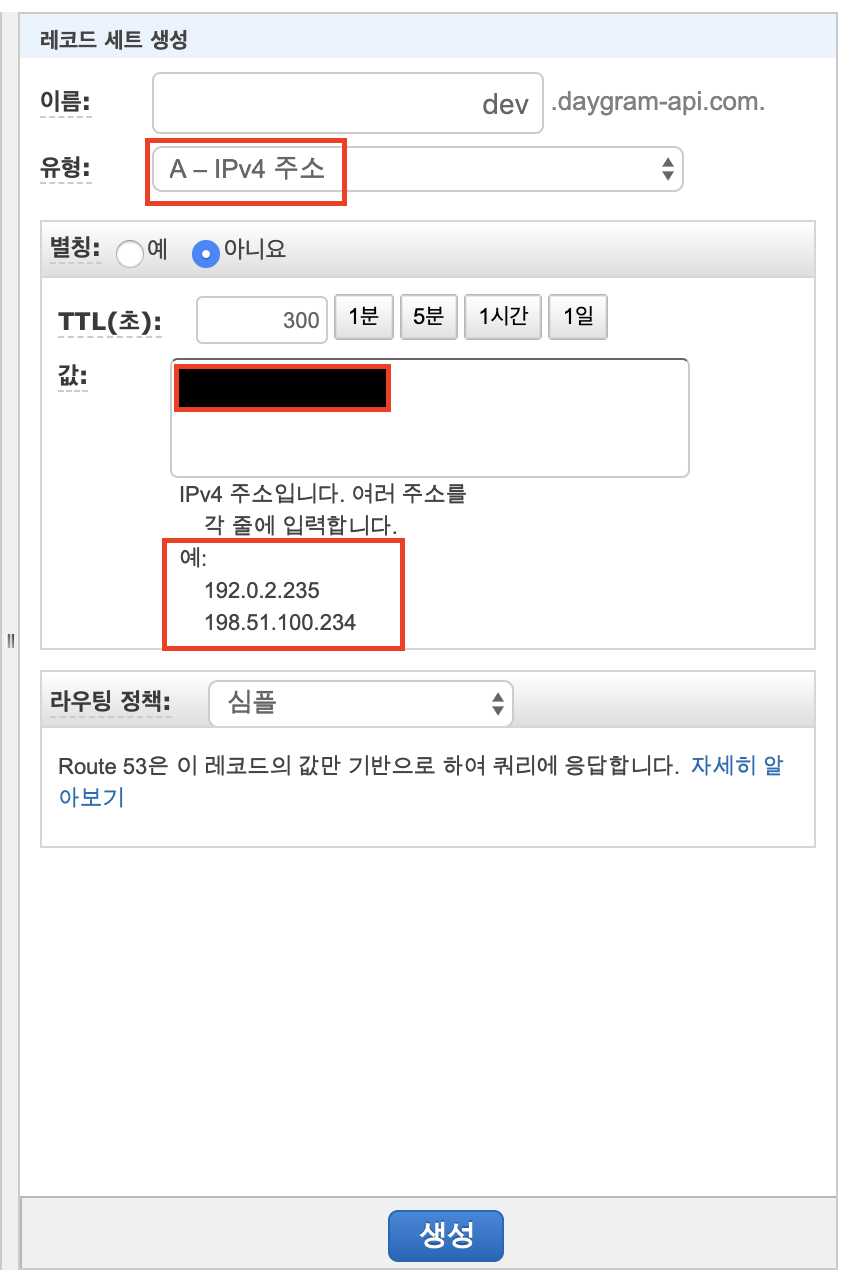 레코드 세트 생성
이름: dev .daygram-api.com.
유형: A – IPv4 주소
별칭: 예 아니요
TTL(초): 300 1분 5분 1시간 1일
값:
IPv4 주소입니다. 여러 주소를
각 줄에 입력합니다.
예:
192.0.2.235
198.51.100.234
라우팅 정책: 심플
Route 53은 이 레코드의 값만 기반으로 하여 쿼리에 응답합니다. 자세히 알
아보기
생성